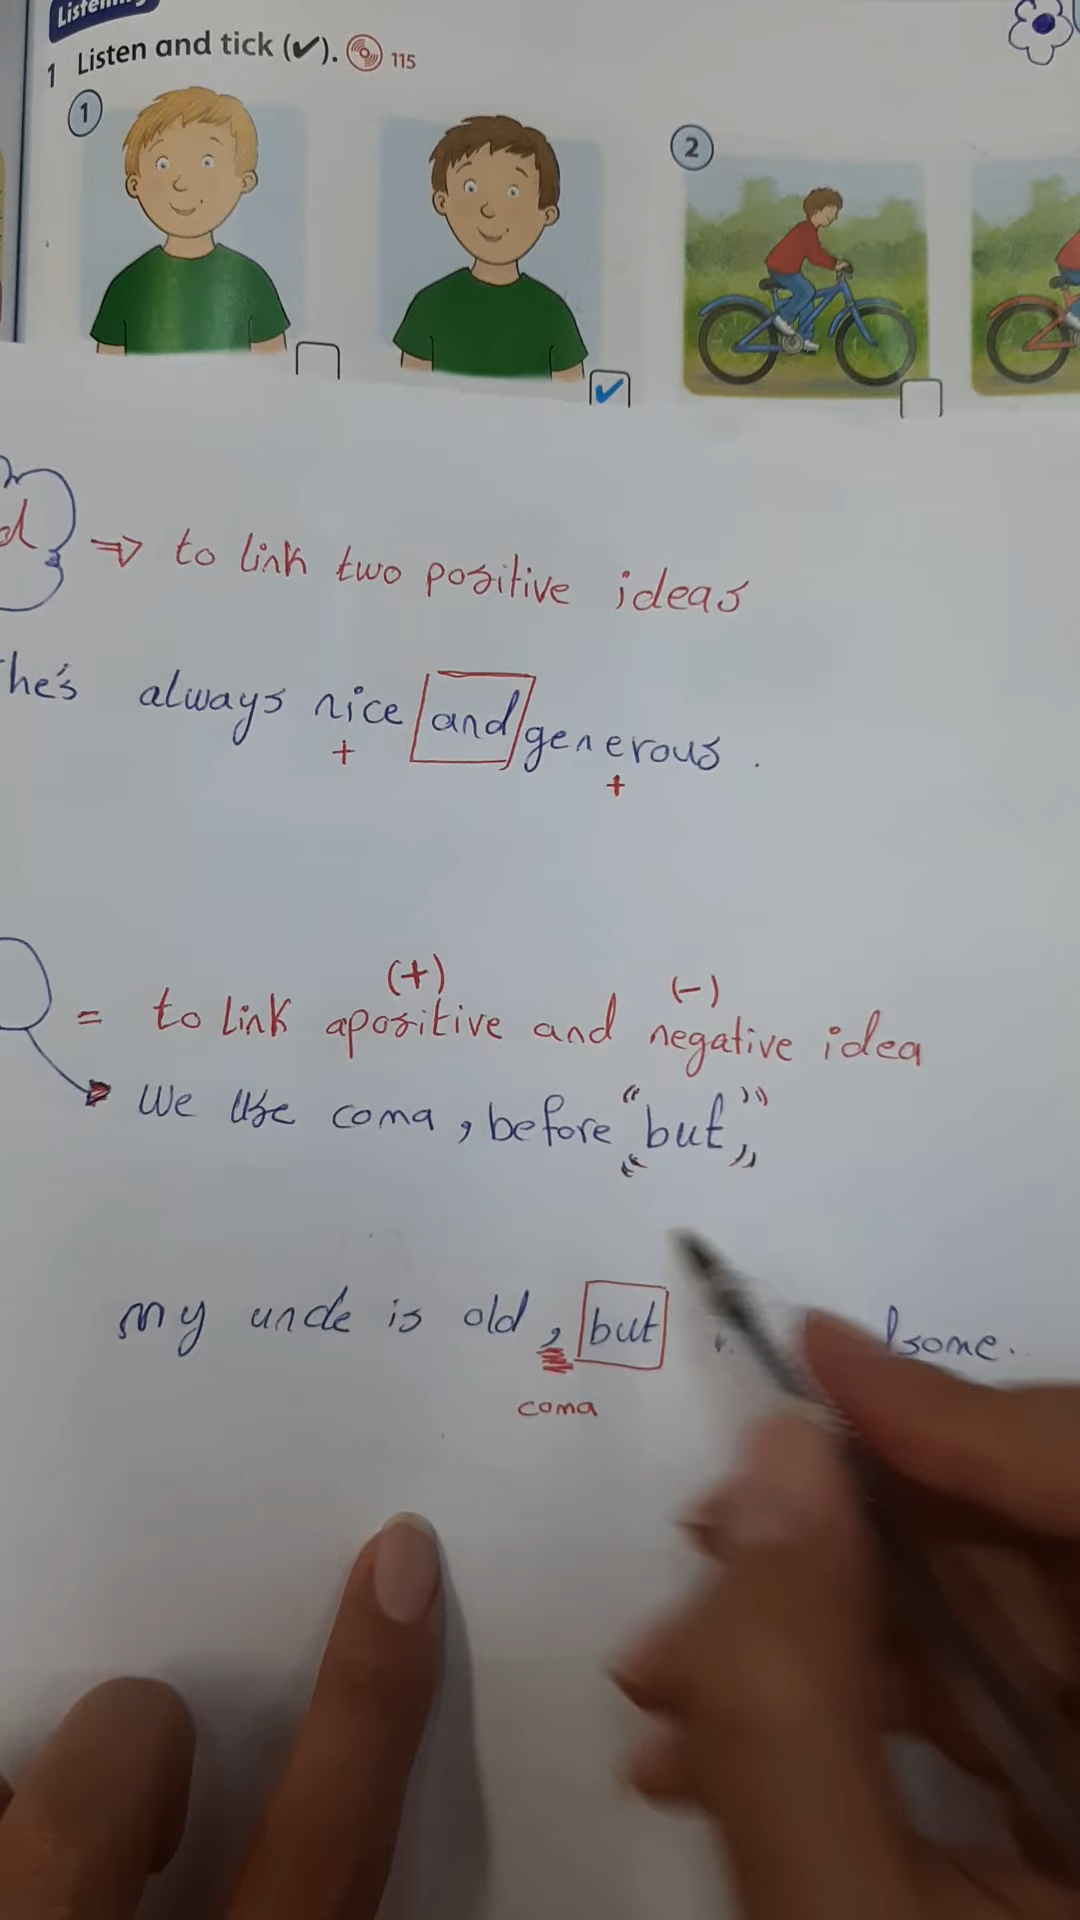 1 Listen and tick (✔). 115
1
2
⇒ to link two positive ideas
he's always nice and generous .
+
+
(+) (-)
= to link apositive and negative idea
We use coma , before "but,"
my uncle is old , but
coma